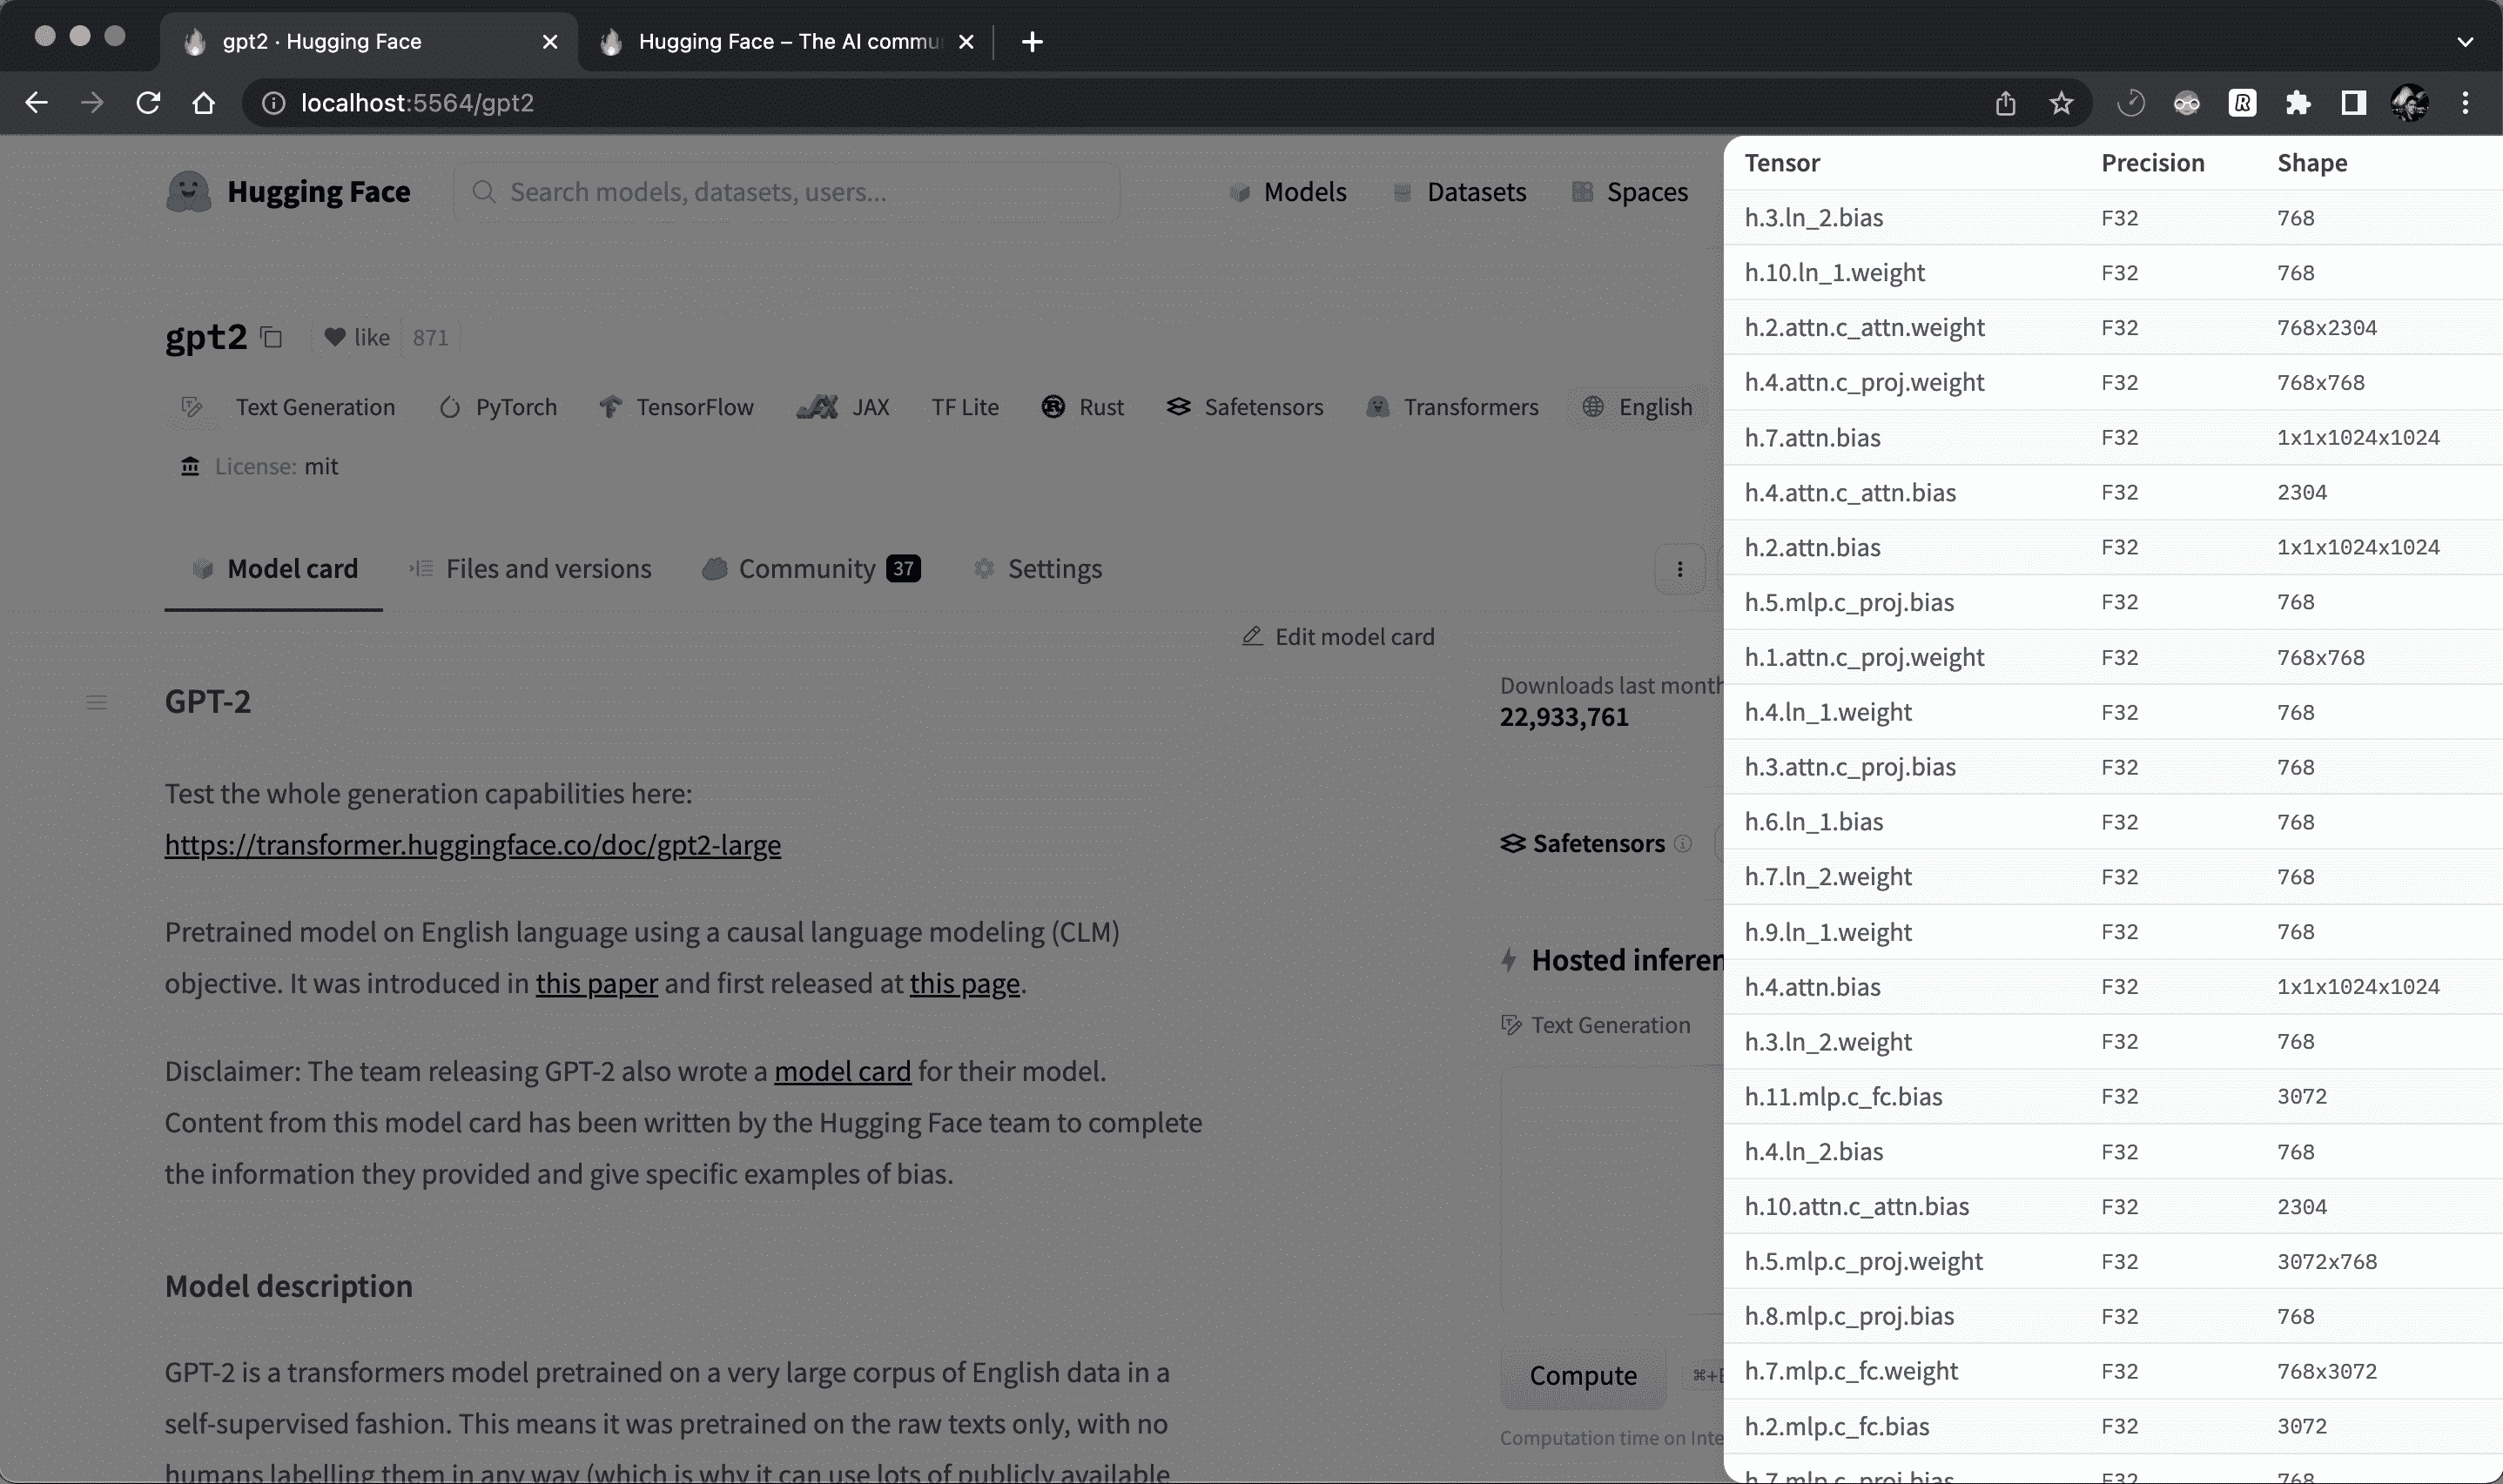 gpt2 · Hugging Face
Hugging Face – The AI commu
localhost:5564/gpt2
Hugging Face
Search models, datasets, users...
Models
Datasets
Spaces
gpt2
like
871
Text Generation
PyTorch
TensorFlow
JAX
TF Lite
Rust
Safetensors
Transformers
English
License: mit
Model card
Files and versions
Community 37
Settings
Edit model card
GPT-2
Test the whole generation capabilities here:
https://transformer.huggingface.co/doc/gpt2-large
Pretrained model on English language using a causal language modeling (CLM)
objective. It was introduced in this paper and first released at this page.
Disclaimer: The team releasing GPT-2 also wrote a model card for their model.
Content from this model card has been written by the Hugging Face team to complete
the information they provided and give specific examples of bias.
Model description
GPT-2 is a transformers model pretrained on a very large corpus of English data in a
self-supervised fashion. This means it was pretrained on the raw texts only, with no
humans labelling them in any way (which is why it can use lots of publicly available
Downloads last month
22,933,761
Safetensors
Hosted inferen
Text Generation
Compute
⌘+E
Computation time on Inte
Tensor Precision Shape
h.3.ln_2.bias F32 768
h.10.ln_1.weight F32 768
h.2.attn.c_attn.weight F32 768x2304
h.4.attn.c_proj.weight F32 768x768
h.7.attn.bias F32 1x1x1024x1024
h.4.attn.c_attn.bias F32 2304
h.2.attn.bias F32 1x1x1024x1024
h.5.mlp.c_proj.bias F32 768
h.1.attn.c_proj.weight F32 768x768
h.4.ln_1.weight F32 768
h.3.attn.c_proj.bias F32 768
h.6.ln_1.bias F32 768
h.7.ln_2.weight F32 768
h.9.ln_1.weight F32 768
h.4.attn.bias F32 1x1x1024x1024
h.3.ln_2.weight F32 768
h.11.mlp.c_fc.bias F32 3072
h.4.ln_2.bias F32 768
h.10.attn.c_attn.bias F32 2304
h.5.mlp.c_proj.weight F32 3072x768
h.8.mlp.c_proj.bias F32 768
h.7.mlp.c_fc.weight F32 768x3072
h.2.mlp.c_fc.bias F32 3072
h.7.mlp.c_proj.bias F32 768